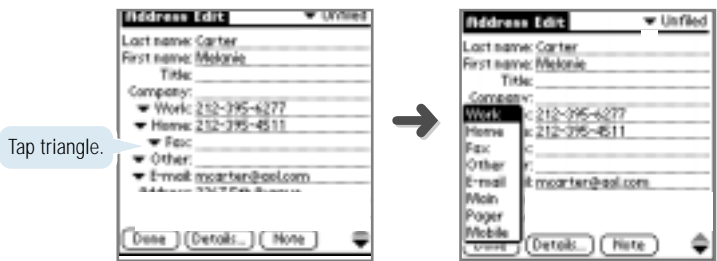 Address Edit
Unfiled
Last name: Carter
First name: Melanie
Title:
Company:
Work: 212-395-6277
Home: 212-395-4511
Fax:
Other:
E-mail: mcarter@aol.com
Address:
Done Details... Note
Tap triangle.
Address Edit
Unfiled
Last name: Carter
First name: Melanie
Title:
Company:
Work 212-395-6277
Home 212-395-4511
Fax
Other
E-mail mcarter@aol.com
Main
Pager
Mobile
Done Details... Note